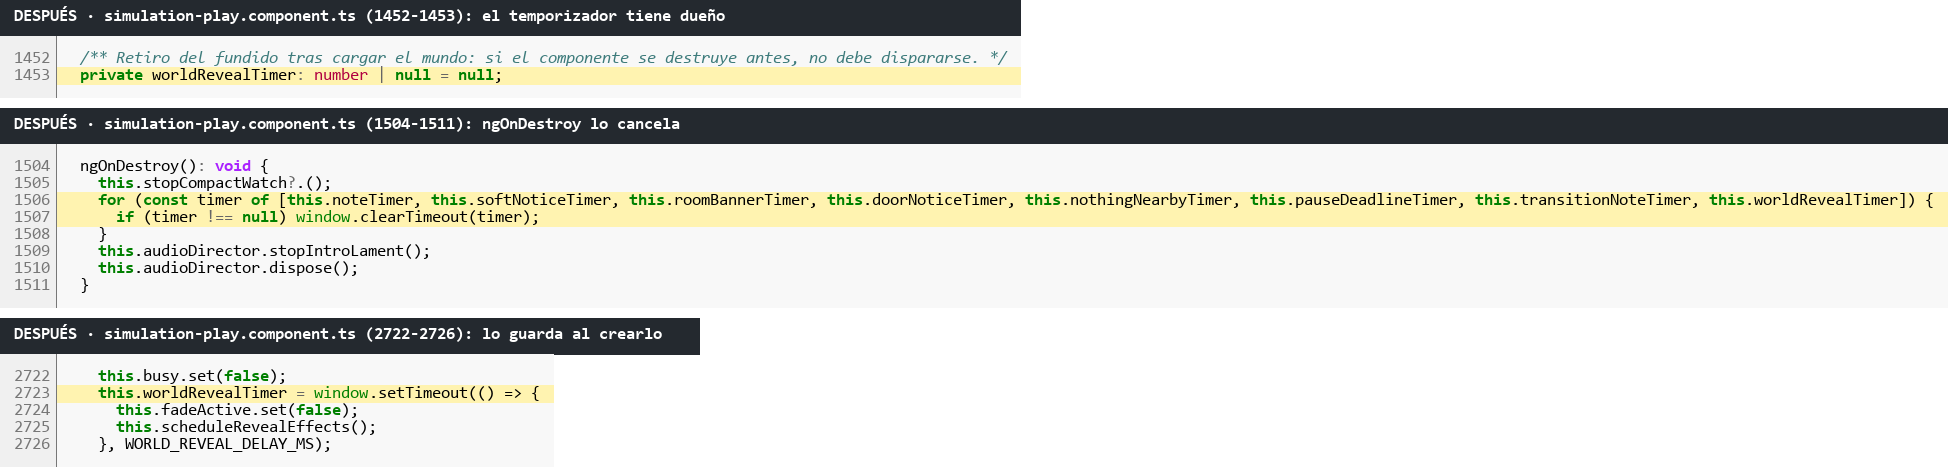 DESPUÉS · simulation-play.component.ts (1452-1453): el temporizador tiene dueño
1452 /** Retiro del fundido tras cargar el mundo: si el componente se destruye antes, no debe dispararse. */
1453 private worldRevealTimer: number | null = null;
DESPUÉS · simulation-play.component.ts (1504-1511): ngOnDestroy lo cancela
1504 ngOnDestroy(): void {
1505 this.stopCompactWatch?.();
1506 for (const timer of [this.noteTimer, this.softNoticeTimer, this.roomBannerTimer, this.doorNoticeTimer, this.nothingNearbyTimer, this.pauseDeadlineTimer, this.transitionNoteTimer, this.worldRevealTimer]) {
1507 if (timer !== null) window.clearTimeout(timer);
1508 }
1509 this.audioDirector.stopIntroLament();
1510 this.audioDirector.dispose();
1511 }
DESPUÉS · simulation-play.component.ts (2722-2726): lo guarda al crearlo
2722 this.busy.set(false);
2723 this.worldRevealTimer = window.setTimeout(() => {
2724 this.fadeActive.set(false);
2725 this.scheduleRevealEffects();
2726 }, WORLD_REVEAL_DELAY_MS);